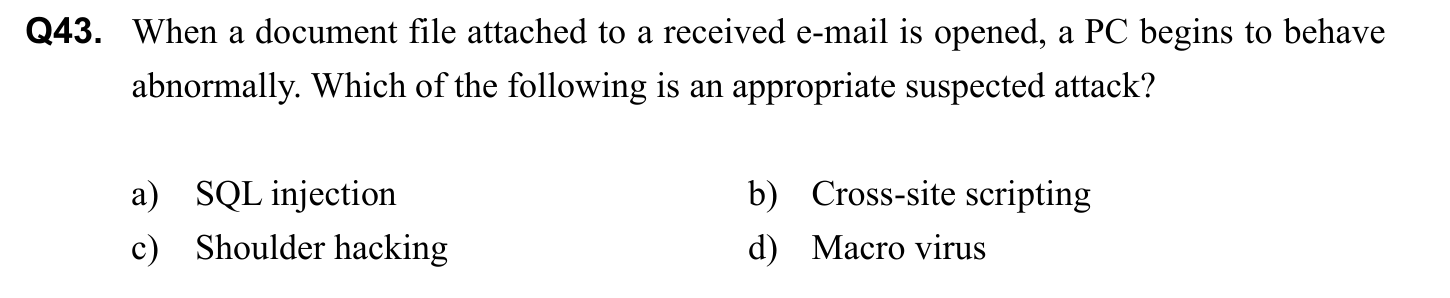 Q43. When a document file attached to a received e-mail is opened, a PC begins to behave
abnormally. Which of the following is an appropriate suspected attack?
a) SQL injection b) Cross-site scripting
c) Shoulder hacking d) Macro virus